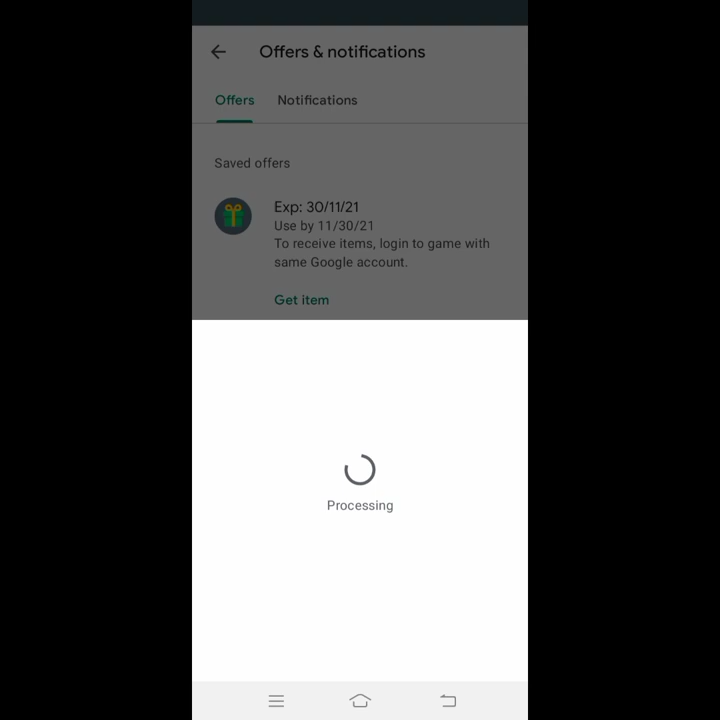 Offers & notifications
Offers
Notifications
Saved offers
Exp: 30/11/21
Use by 11/30/21
To receive items, login to game with
same Google account.
Get item
Processing